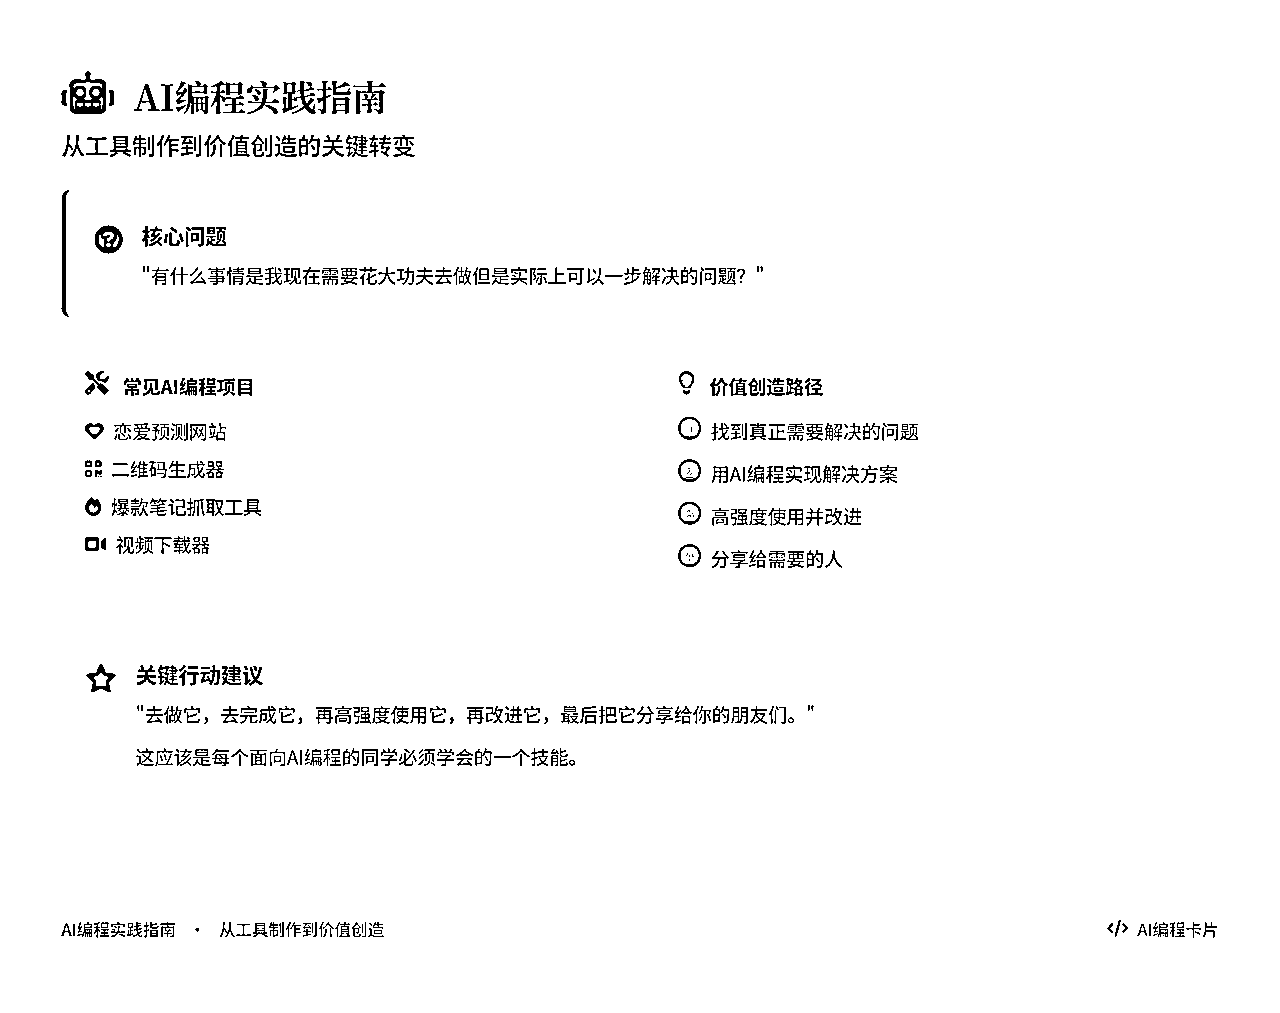 AI编程实践指南
从工具制作到价值创造的关键转变
核心问题
"有什么事情是我现在需要花大功夫去做但是实际上可以一步解决的问题？"
常见AI编程项目
恋爱预测网站
二维码生成器
爆款笔记抓取工具
视频下载器
价值创造路径
找到真正需要解决的问题
用AI编程实现解决方案
高强度使用并改进
分享给需要的人
关键行动建议
"去做它，去完成它，再高强度使用它，再改进它，最后把它分享给你的朋友们。"
这应该是每个面向AI编程的同学必须学会的一个技能。
AI编程实践指南 · 从工具制作到价值创造
</> AI编程卡片